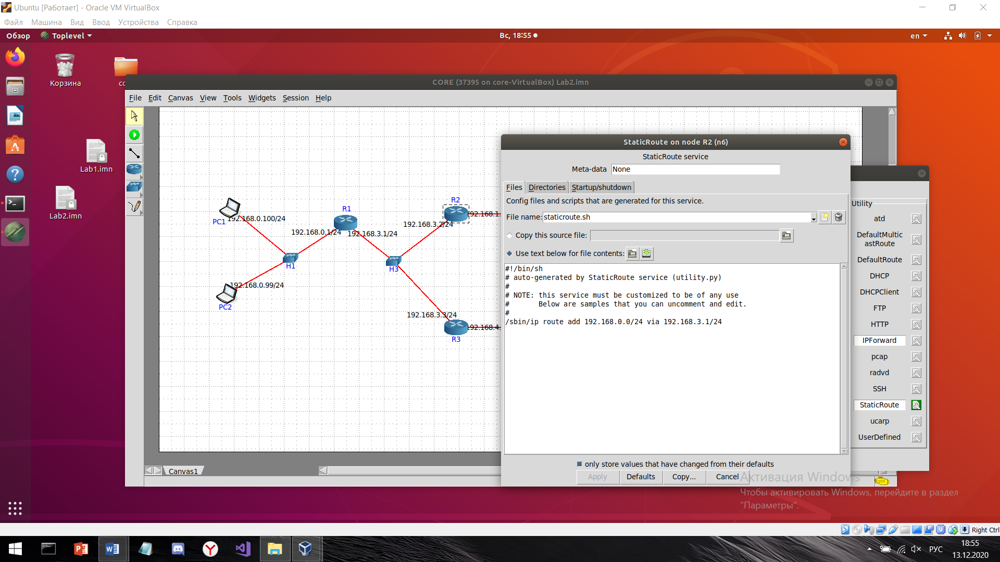 Ubuntu [Работает] - Oracle VM VirtualBox
Файл Машина Вид Ввод Устройства Справка
Обзор Toplevel Вс, 18:55 en
Корзина
Lab1.imn
Lab2.imn
CORE (37395 on core-VirtualBox) Lab2.imn
File Edit Canvas View Tools Widgets Session Help
PC1
192.168.0.100/24
R1
192.168.0.1/24
192.168.3.1/24
R2
192.168.3.2/24
192.168.1.
H1
H3
192.168.0.99/24
PC2
192.168.3.3/24
192.168.4.
R3
Canvas1
StaticRoute on node R2 (n6)
StaticRoute service
Meta-data None
Files Directories Startup/shutdown
Config files and scripts that are generated for this service.
File name: staticroute.sh
Copy this source file:
Use text below for file contents:
#!/bin/sh
# auto-generated by StaticRoute service (utility.py)
#
# NOTE: this service must be customized to be of any use
# Below are samples that you can uncomment and edit.
#
/sbin/ip route add 192.168.0.0/24 via 192.168.3.1/24
only store values that have changed from their defaults
Apply Defaults Copy... Cancel
Utility
atd
DefaultMultic
astRoute
DefaultRoute
DHCP
DHCPClient
FTP
HTTP
IPForward
pcap
radvd
SSH
StaticRoute
ucarp
UserDefined
Активация Windows
Чтобы активировать Windows, перейдите в раздел
"Параметры".
Right Ctrl
РУС
18:55
13.12.2020